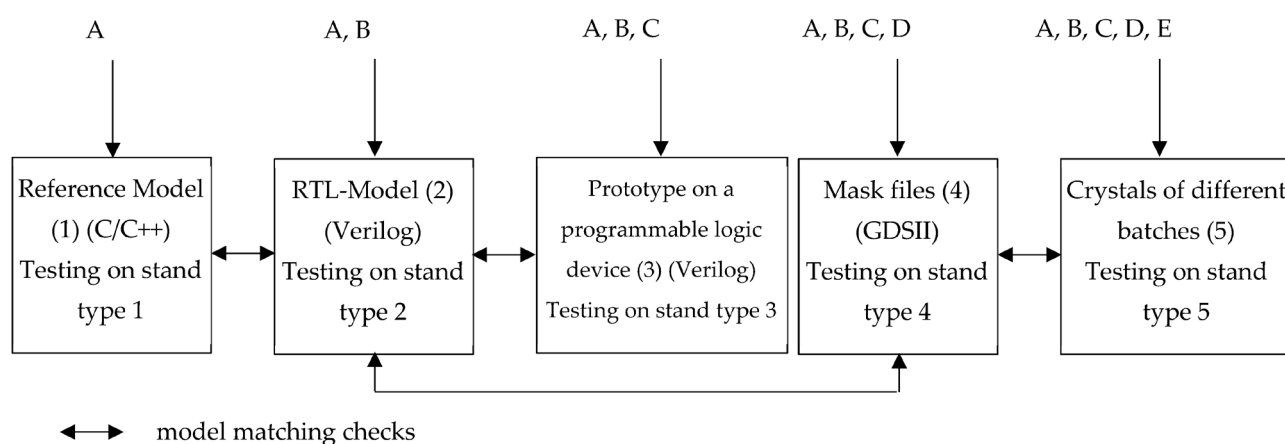 A
A, B
A, B, C
A, B, C, D
A, B, C, D, E
Reference Model
(1) (C/C++)
Testing on stand
type 1
RTL-Model (2)
(Verilog)
Testing on stand
type 2
Prototype on a
programmable logic
device (3) (Verilog)
Testing on stand type 3
Mask files (4)
(GDSII)
Testing on stand
type 4
Crystals of different
batches (5)
Testing on stand
type 5
model matching checks